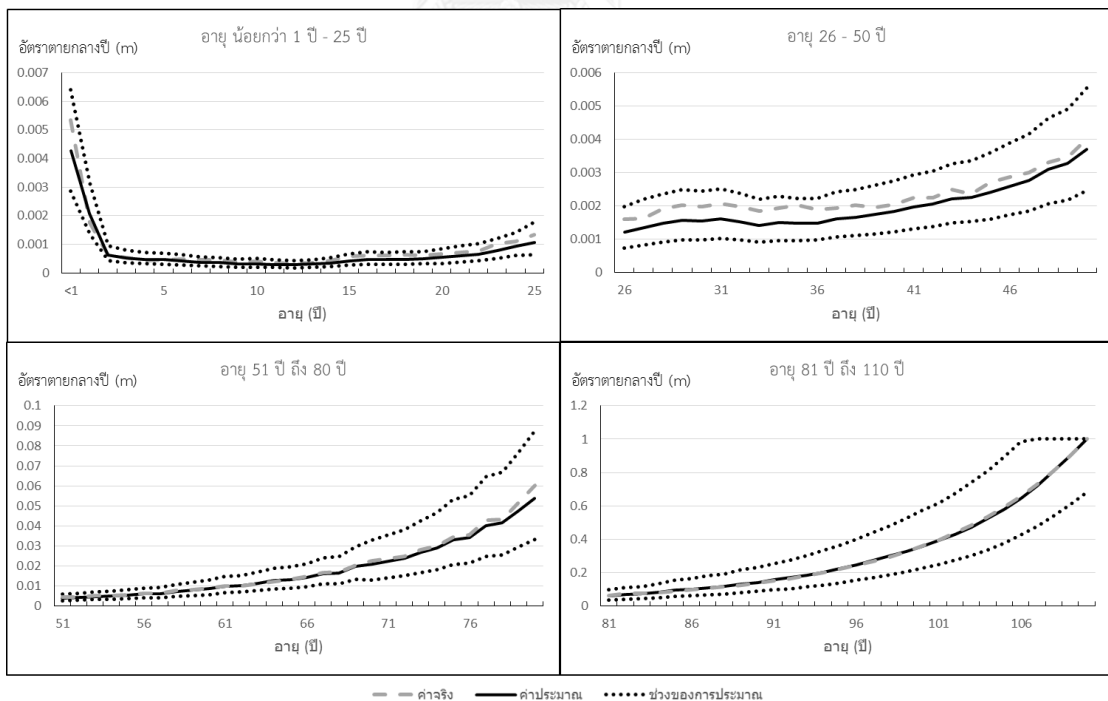 อายุ น้อยกว่า 1 ปี - 25 ปี
อัตราตายกลางปี (m)
0.007
0.006
0.005
0.004
0.003
0.002
0.001
0
<1 5 10 15 20 25
อายุ (ปี)
อายุ 26 - 50 ปี
อัตราตายกลางปี (m)
0.006
0.005
0.004
0.003
0.002
0.001
0
26 31 36 41 46
อายุ (ปี)
อายุ 51 ปี ถึง 80 ปี
อัตราตายกลางปี (m)
0.1
0.09
0.08
0.07
0.06
0.05
0.04
0.03
0.02
0.01
0
51 56 61 66 71 76
อายุ (ปี)
อายุ 81 ปี ถึง 110 ปี
อัตราตายกลางปี (m)
1.2
1
0.8
0.6
0.4
0.2
0
81 86 91 96 101 106
อายุ (ปี)
ค่าจริง ค่าประมาณ ช่วงของการประมาณ